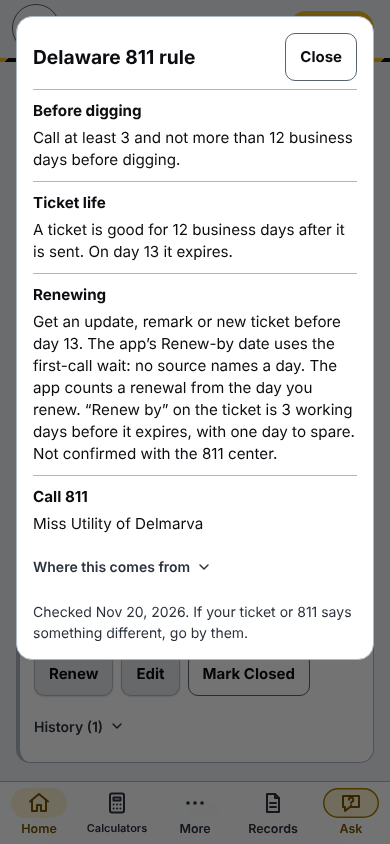 Delaware 811 rule
Close
Before digging
Call at least 3 and not more than 12 business
days before digging.
Ticket life
A ticket is good for 12 business days after it
is sent. On day 13 it expires.
Renewing
Get an update, remark or new ticket before
day 13. The app’s Renew-by date uses the
first-call wait: no source names a day. The
app counts a renewal from the day you
renew. “Renew by” on the ticket is 3 working
days before it expires, with one day to spare.
Not confirmed with the 811 center.
Call 811
Miss Utility of Delmarva
Where this comes from
Checked Nov 20, 2026. If your ticket or 811 says
something different, go by them.
Renew
Edit
Mark Closed
History (1)
Home
Calculators
More
Records
Ask